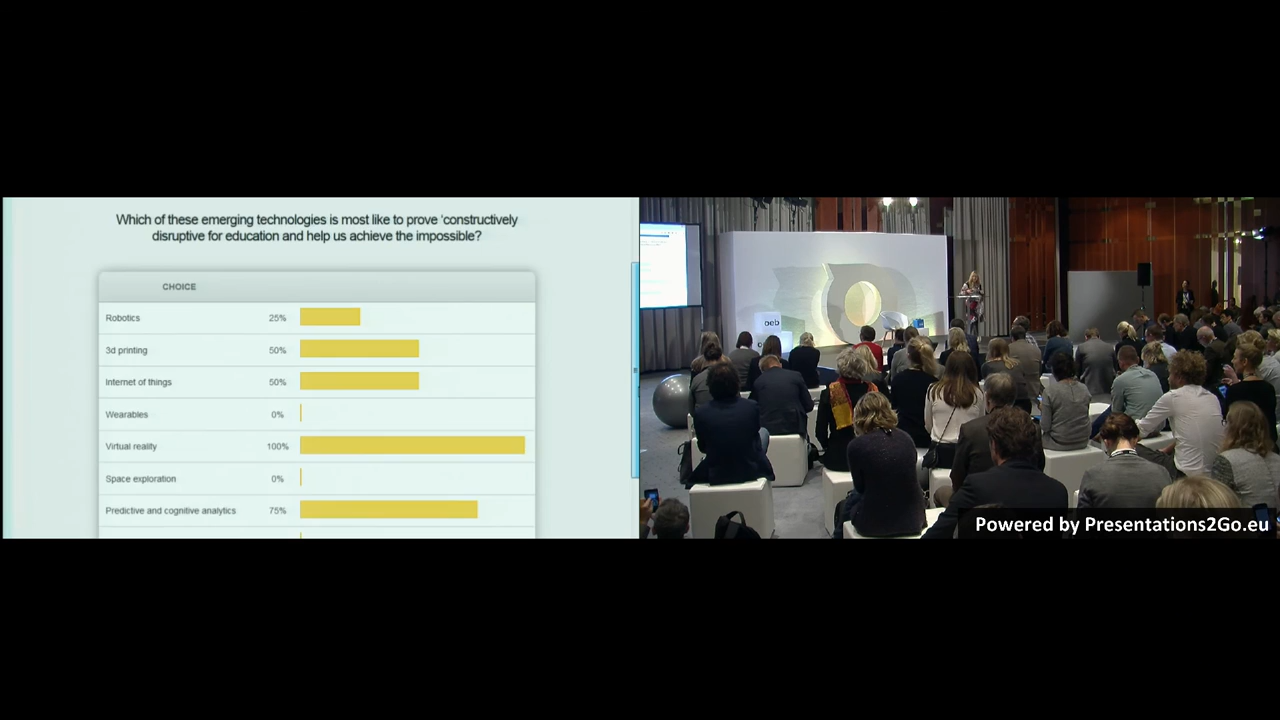 Which of these emerging technologies is most like to prove ‘constructively
disruptive for education and help us achieve the impossible?
CHOICE
Robotics 25%
3d printing 50%
Internet of things 50%
Wearables 0%
Virtual reality 100%
Space exploration 0%
Predictive and cognitive analytics 75%
oeb
Powered by Presentations2Go.eu